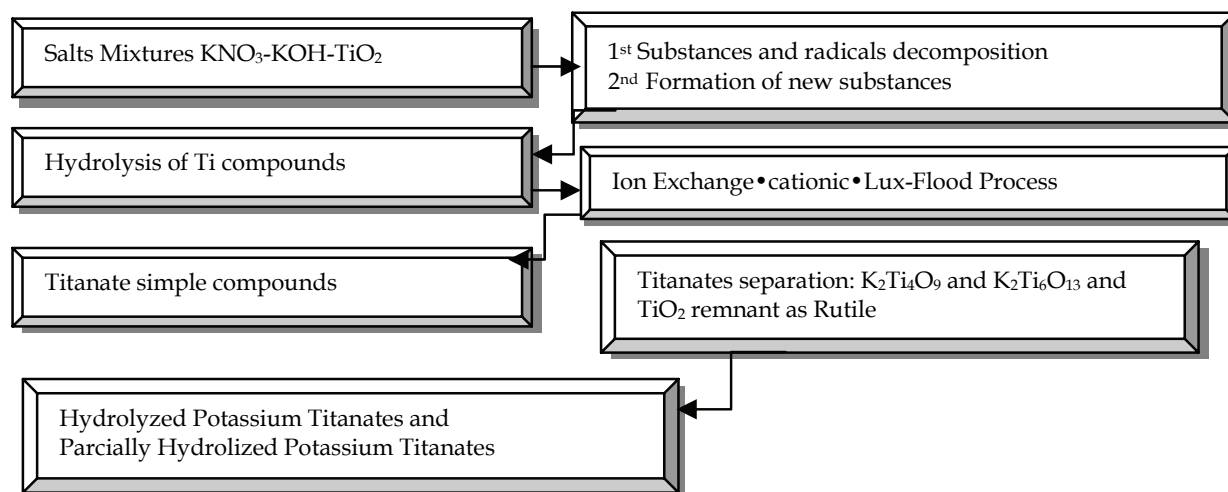 Salts Mixtures KNO₃-KOH-TiO₂
1ˢᵗ Substances and radicals decomposition
2ⁿᵈ Formation of new substances
Hydrolysis of Ti compounds
Ion Exchange•cationic•Lux-Flood Process
Titanate simple compounds
Titanates separation: K₂Ti₄O₉ and K₂Ti₆O₁₃ and
TiO₂ remnant as Rutile
Hydrolyzed Potassium Titanates and
Parcially Hydrolized Potassium Titanates